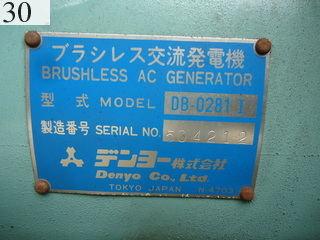 30
ブラシレス交流発電機
BRUSHLESS AC GENERATOR
型式 MODEL DB-0281I
製造番号 SERIAL NO.
デンヨー株式会社
Denyo Co., Ltd.
TOKYO JAPAN